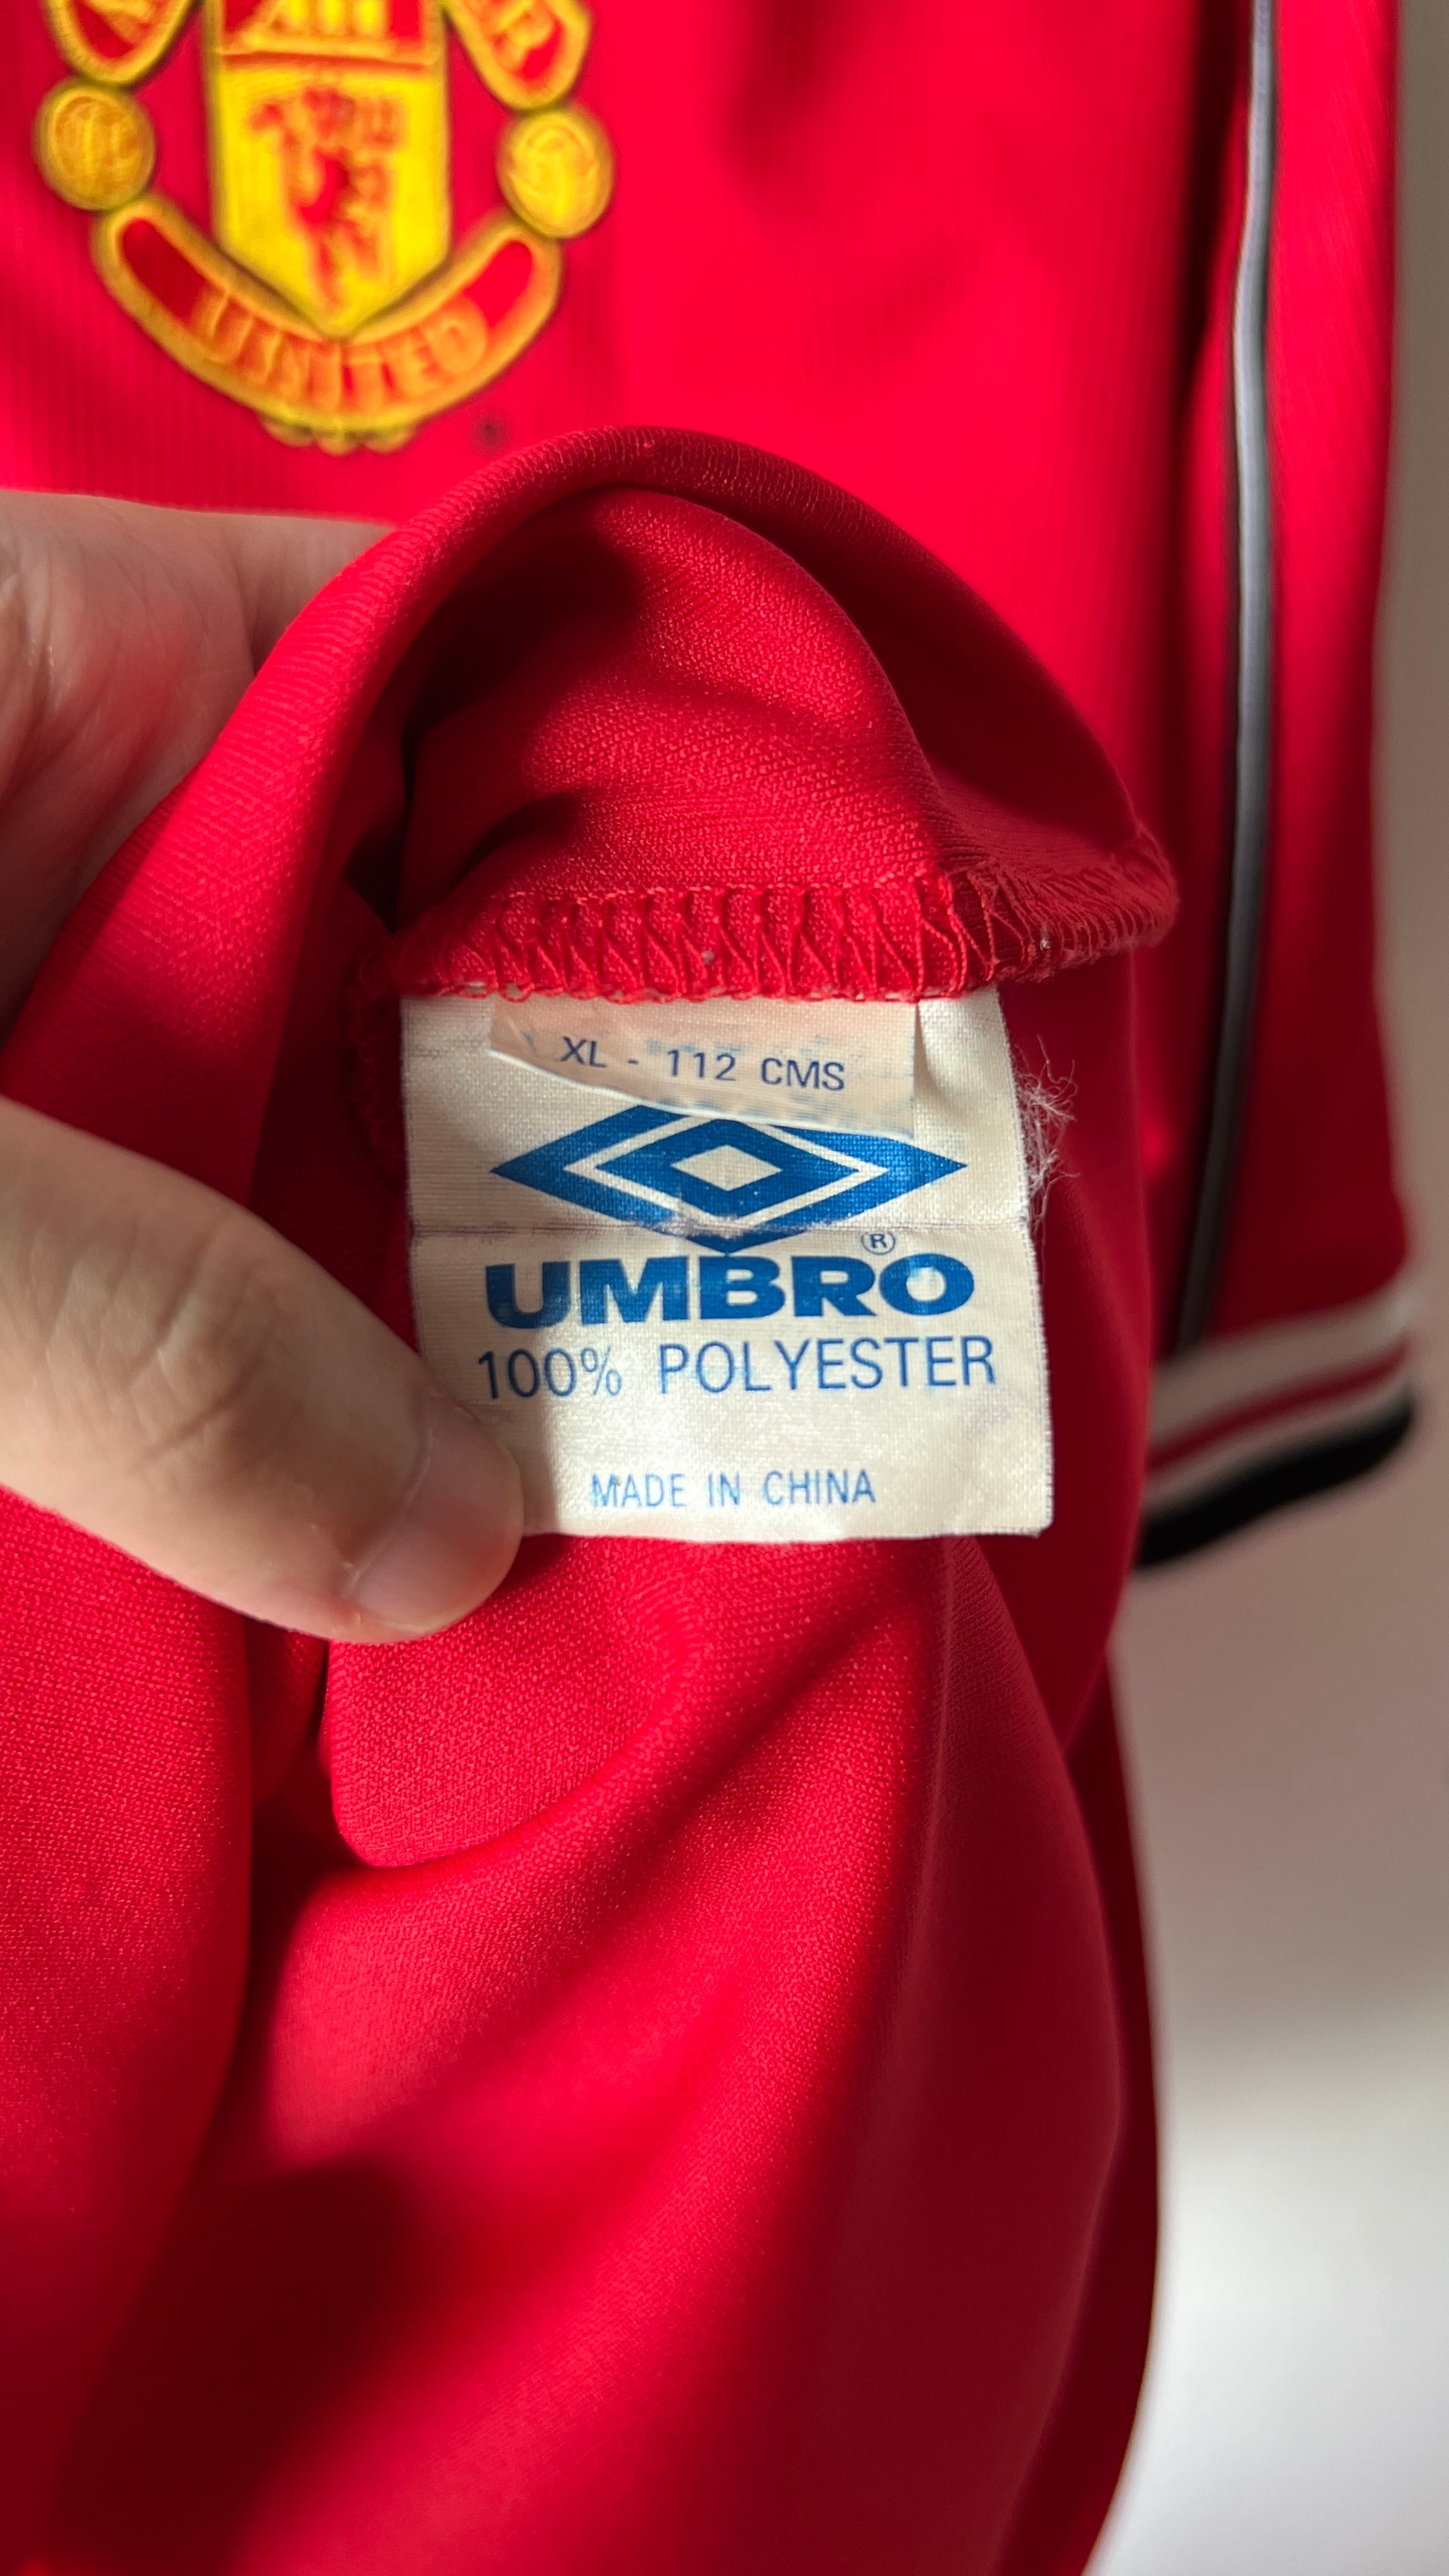 UNITED
XL - 112 CMS
UMBRO®
100% POLYESTER
MADE IN CHINA